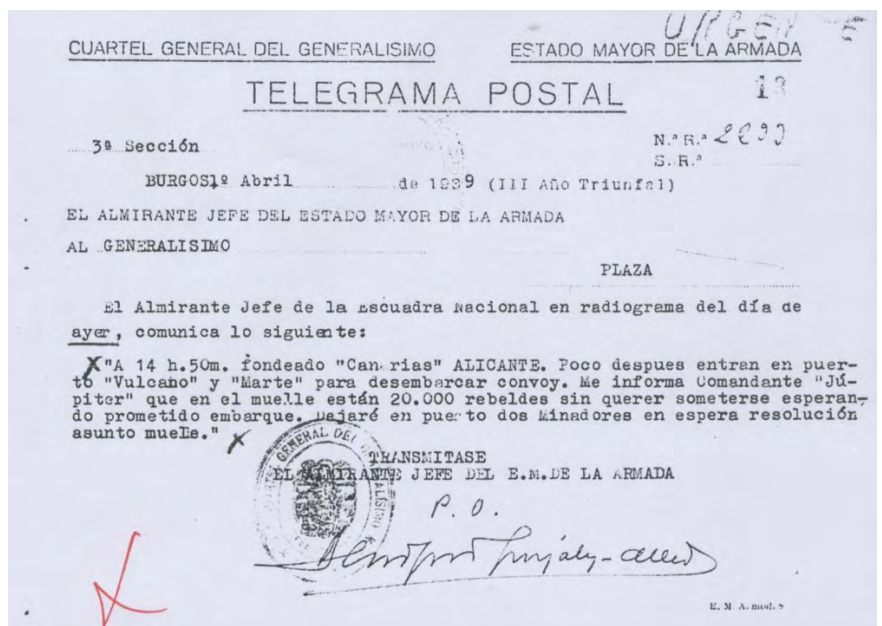 URGENTE
CUARTEL GENERAL DEL GENERALISIMO ESTADO MAYOR DE LA ARMADA
TELEGRAMA POSTAL 13
3ª Sección
N.ª R.ª
S. R.ª
BURGOS 1º Abril de 1939 (III Año Triunfal)
EL ALMIRANTE JEFE DEL ESTADO MAYOR DE LA ARMADA
AL GENERALISIMO
PLAZA
El Almirante Jefe de la Escuadra Nacional en radiograma del día de
ayer, comunica lo siguiente:
"A 14 h.50m. fondeado "Canarias" ALICANTE. Poco despues entran en puer-
to "Vulcano" y "Marte" para desembarcar convoy. Me informa Comandante "Jú-
piter" que en el muelle están 20.000 rebeldes sin querer someterse esperan-
do prometido embarque. Dejaré en puerto dos Minadores en espera resolución
asunto muelle."
TRANSMITASE
EL ALMIRANTE JEFE DEL E.M.DE LA ARMADA
P. O.
E. M. A. mod. 8